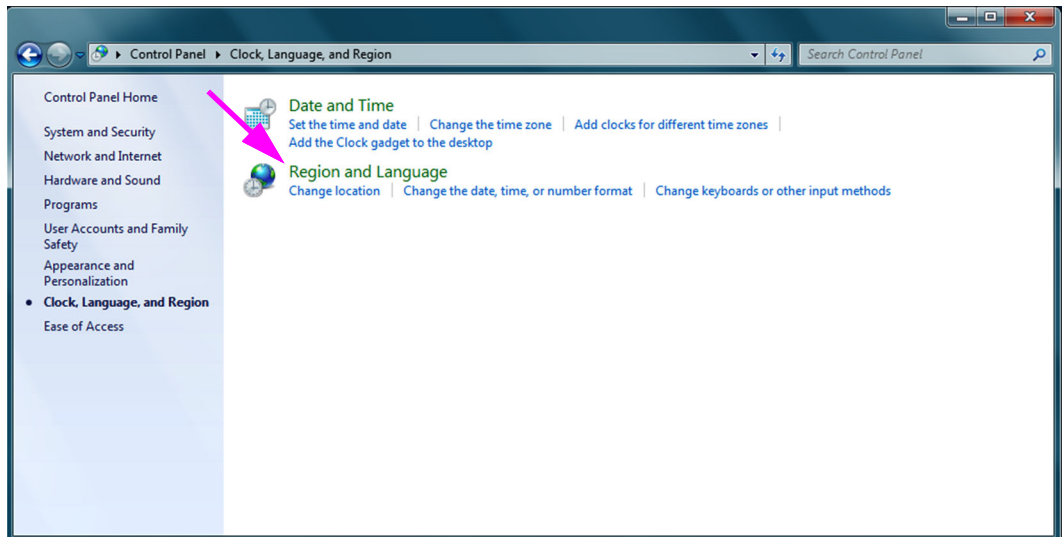 Control Panel ▸ Clock, Language, and Region
Search Control Panel
Control Panel Home
System and Security
Network and Internet
Hardware and Sound
Programs
User Accounts and Family
Safety
Appearance and
Personalization
Clock, Language, and Region
Ease of Access
Date and Time
Set the time and date | Change the time zone | Add clocks for different time zones |
Add the Clock gadget to the desktop
Region and Language
Change location | Change the date, time, or number format | Change keyboards or other input methods